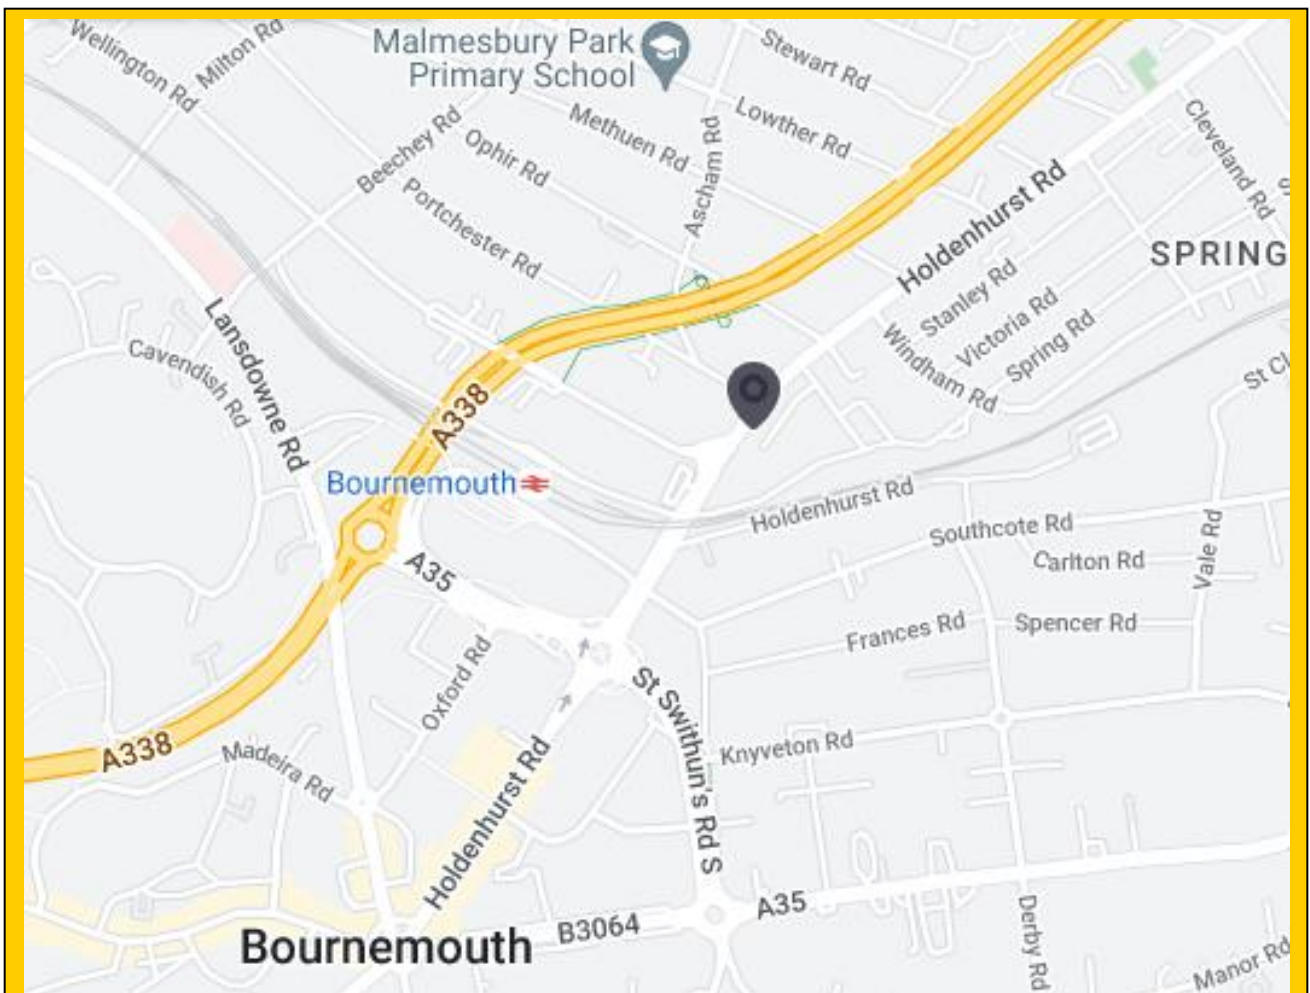 Wellington Rd
Milton Rd
Malmesbury Park
Primary School
Stewart Rd
Lowther Rd
Methuen Rd
Ophir Rd
Beechey Rd
Portchester Rd
Ascham Rd
Cleveland Rd
Holdenhurst Rd
SPRING
Stanley Rd
Victoria Rd
Spring Rd
Windham Rd
Lansdowne Rd
Cavendish Rd
A338
St Cl
Bournemouth
Holdenhurst Rd
Southcote Rd
Carlton Rd
Vale Rd
A35
Frances Rd
Spencer Rd
Oxford Rd
St Swithun's Rd S
A338
Madeira Rd
Knyveton Rd
Holdenhurst Rd
A35
B3064
Bournemouth
Derby Rd
Manor Rd